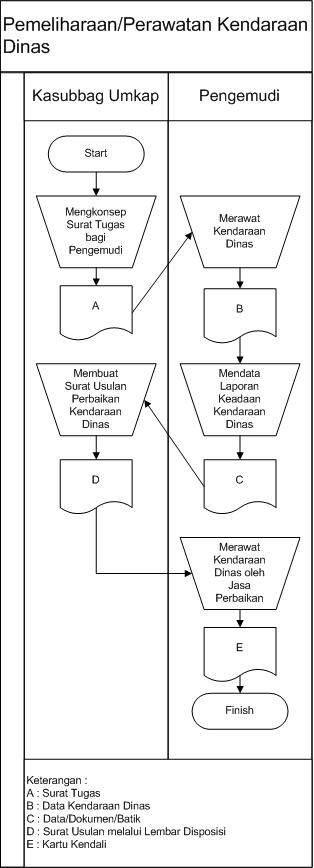 Pemeliharaan/Perawatan Kendaraan
Dinas
Kasubbag Umkap
Pengemudi
Start
Mengkonsep
Surat Tugas
bagi
Pengemudi
Merawat
Kendaraan
Dinas
A
B
Membuat
Surat Usulan
Perbaikan
Kendaraan
Dinas
Mendata
Laporan
Keadaan
Kendaraan
Dinas
D
C
Merawat
Kendaraan
Dinas oleh
Jasa
Perbaikan
E
Finish
Keterangan :
A : Surat Tugas
B : Data Kendaraan Dinas
C : Data/Dokumen/Batik
D : Surat Usulan melalui Lembar Disposisi
E : Kartu Kendali